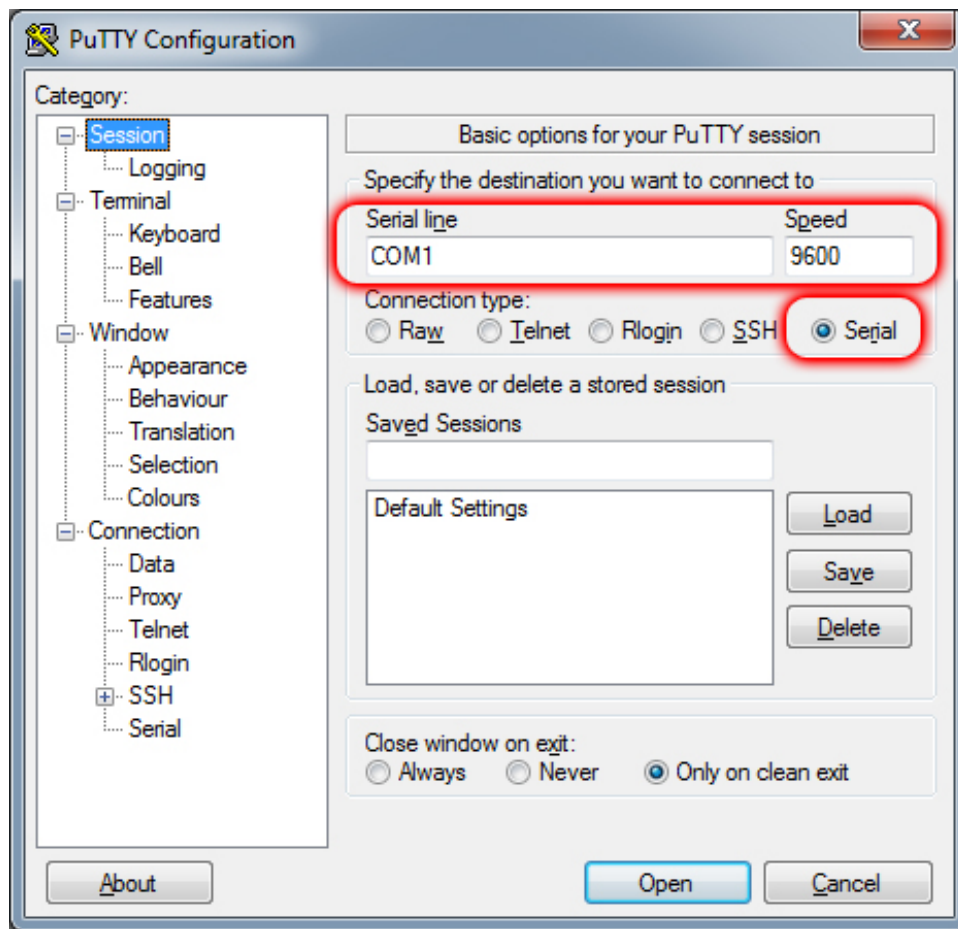 PuTTY Configuration
X
Category:
Session
Logging
Terminal
Keyboard
Bell
Features
Window
Appearance
Behaviour
Translation
Selection
Colours
Connection
Data
Proxy
Telnet
Rlogin
SSH
Serial
Basic options for your PuTTY session
Specify the destination you want to connect to
Serial line Speed
COM1 9600
Connection type:
Raw Telnet Rlogin SSH Serial
Load, save or delete a stored session
Saved Sessions
Default Settings
Load
Save
Delete
Close window on exit:
Always Never Only on clean exit
About Open Cancel